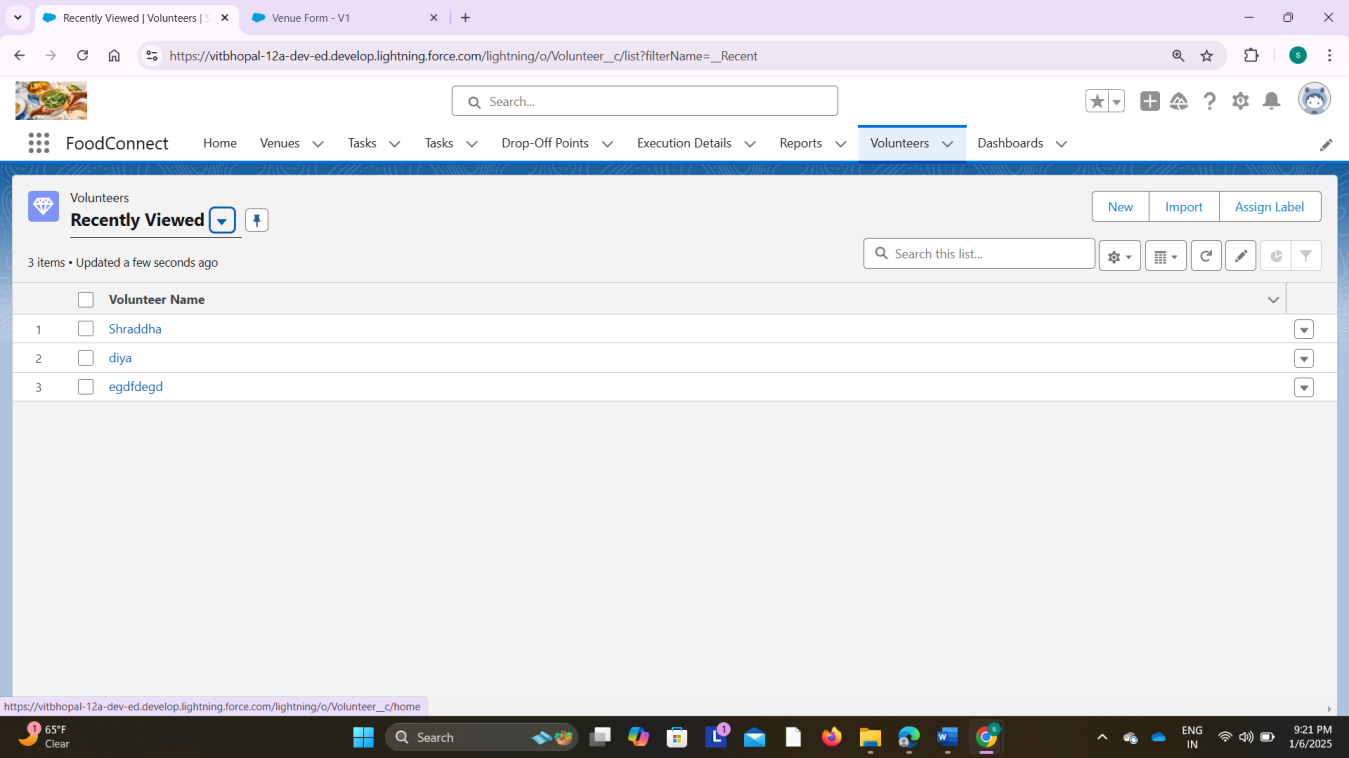 Recently Viewed | Volunteers | S
Venue Form - V1
https://vitbhopal-12a-dev-ed.develop.lightning.force.com/lightning/o/Volunteer__c/list?filterName=__Recent
S
Search...
FoodConnect
Home
Venues
Tasks
Tasks
Drop-Off Points
Execution Details
Reports
Volunteers
Dashboards
Volunteers
Recently Viewed
New
Import
Assign Label
3 items • Updated a few seconds ago
Search this list...
Volunteer Name
1
Shraddha
2
diya
3
egdfdegd
https://vitbhopal-12a-dev-ed.develop.lightning.force.com/lightning/o/Volunteer__c/home
1
65°F
Clear
Search
L
1
W
S
ENG
IN
9:21 PM
1/6/2025